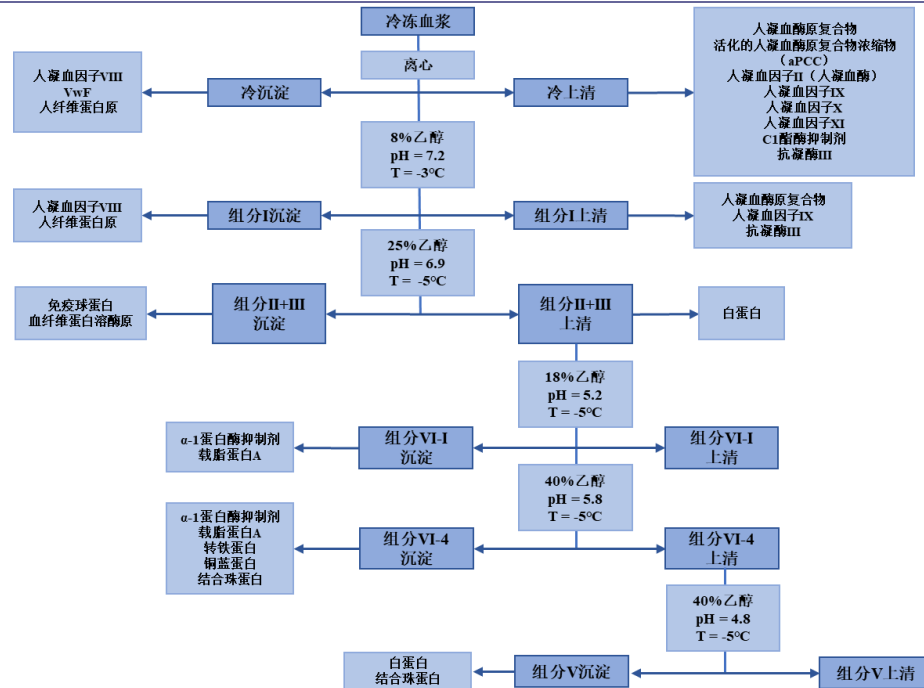 冷冻血浆
离心
人凝血因子VIII
VwF
人纤维蛋白原
冷沉淀
冷上清
人凝血酶原复合物
活化的人凝血酶原复合物浓缩物
（aPCC）
人凝血因子II（人凝血酶）
人凝血因子IX
人凝血因子X
人凝血因子XI
C1酯酶抑制剂
抗凝酶III
8%乙醇
pH = 7.2
T = -3°C
人凝血因子VIII
人纤维蛋白原
组分I沉淀
组分I上清
人凝血酶原复合物
人凝血因子IX
抗凝酶III
25%乙醇
pH = 6.9
T = -5°C
免疫球蛋白
血纤维蛋白溶酶原
组分II+III
沉淀
组分II+III
上清
白蛋白
18%乙醇
pH = 5.2
T = -5°C
α-1蛋白酶抑制剂
载脂蛋白A
组分VI-I
沉淀
组分VI-I
上清
40%乙醇
pH = 5.8
T = -5°C
α-1蛋白酶抑制剂
载脂蛋白A
转铁蛋白
铜蓝蛋白
结合珠蛋白
组分VI-4
沉淀
组分VI-4
上清
40%乙醇
pH = 4.8
T = -5°C
白蛋白
结合珠蛋白
组分V沉淀
组分V上清